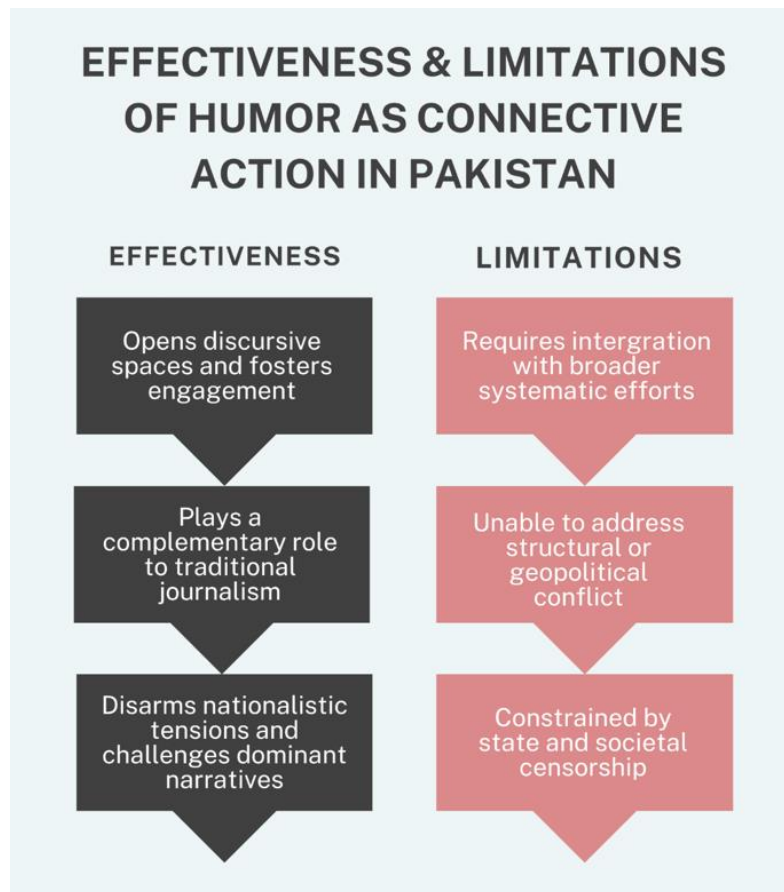 EFFECTIVENESS & LIMITATIONS
OF HUMOR AS CONNECTIVE
ACTION IN PAKISTAN
EFFECTIVENESS
Opens discursive
spaces and fosters
engagement
Plays a
complementary role
to traditional
journalism
Disarms nationalistic
tensions and
challenges dominant
narratives
LIMITATIONS
Requires intergration
with broader
systematic efforts
Unable to address
structural or
geopolitical
conflict
Constrained by
state and societal
censorship